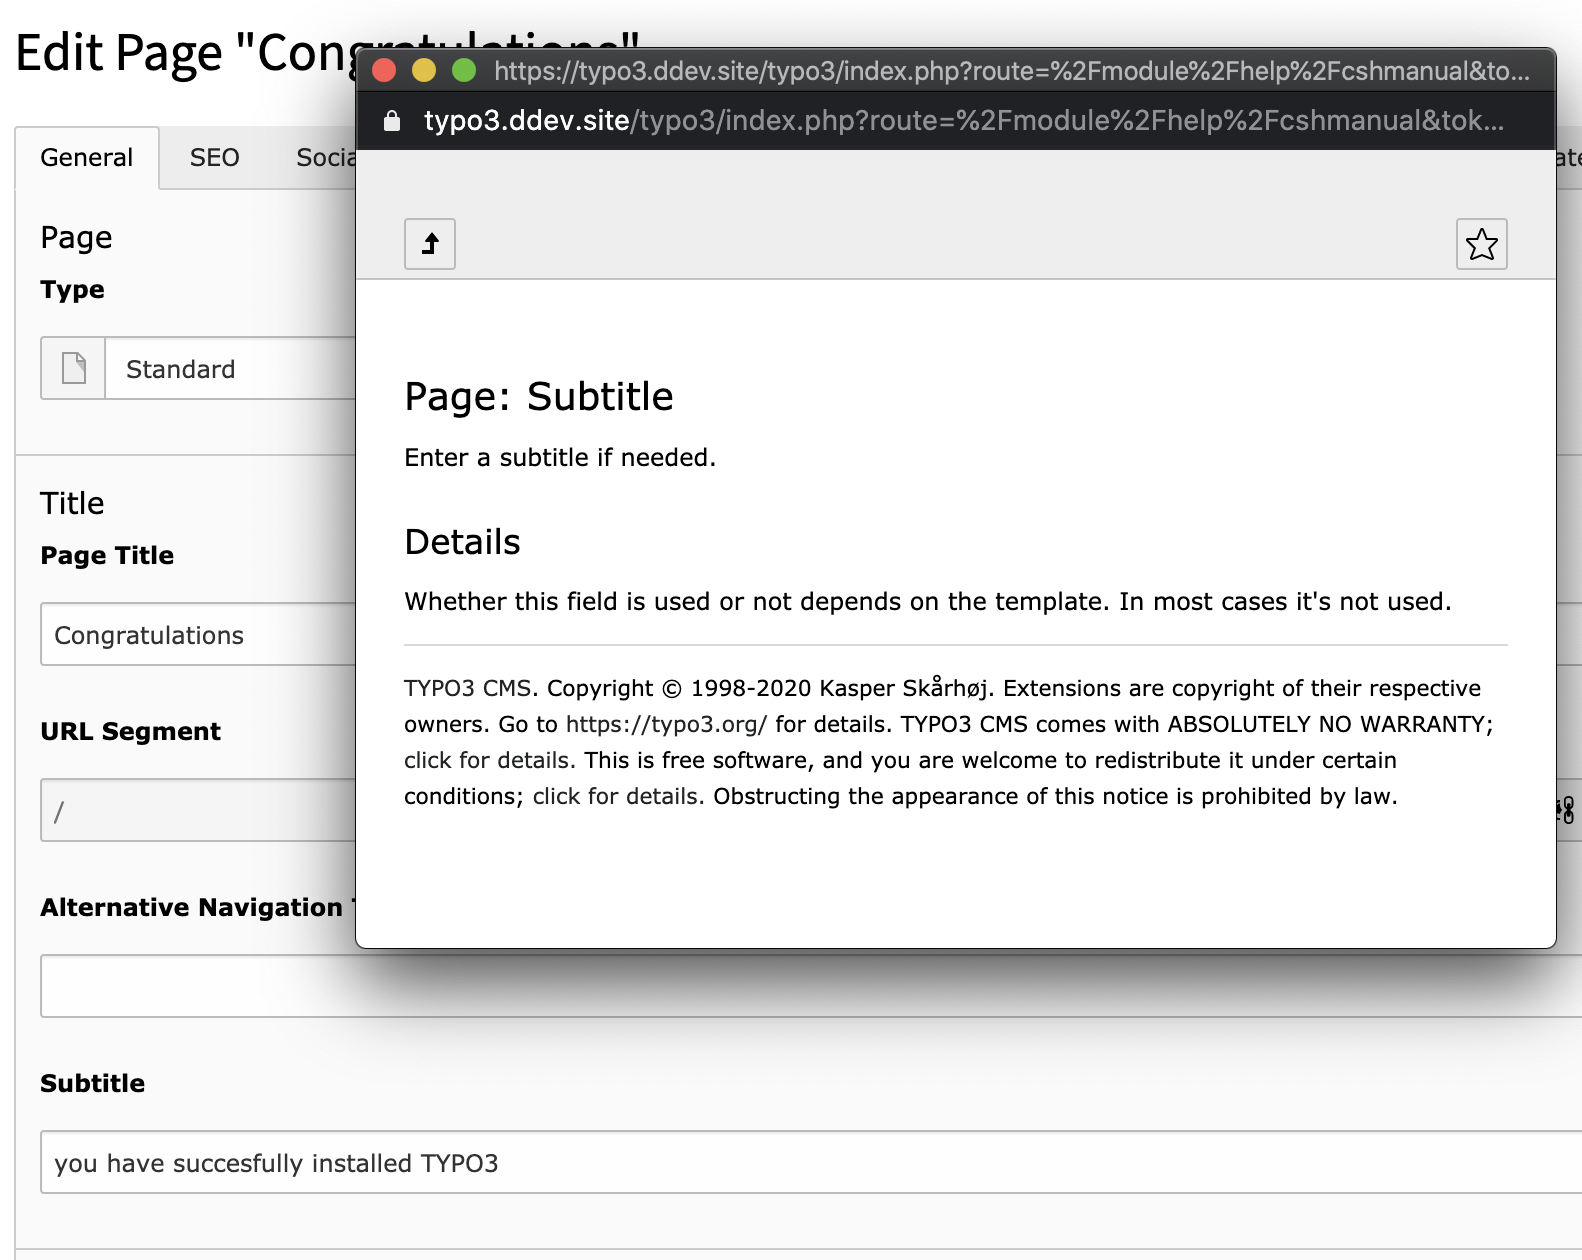 Edit Page "Congratulations"
https://typo3.ddev.site/typo3/index.php?route=%2Fmodule%2Fhelp%2Fcshmanual&to...
typo3.ddev.site/typo3/index.php?route=%2Fmodule%2Fhelp%2Fcshmanual&tok...
General
SEO
Page
Type
Standard
Title
Page Title
Congratulations
URL Segment
/
Alternative Navigation
Page: Subtitle
Enter a subtitle if needed.
Details
Whether this field is used or not depends on the template. In most cases it's not used.
TYPO3 CMS. Copyright © 1998-2020 Kasper Skårhøj. Extensions are copyright of their respective
owners. Go to https://typo3.org/ for details. TYPO3 CMS comes with ABSOLUTELY NO WARRANTY;
click for details. This is free software, and you are welcome to redistribute it under certain
conditions; click for details. Obstructing the appearance of this notice is prohibited by law.
Subtitle
you have succesfully installed TYPO3